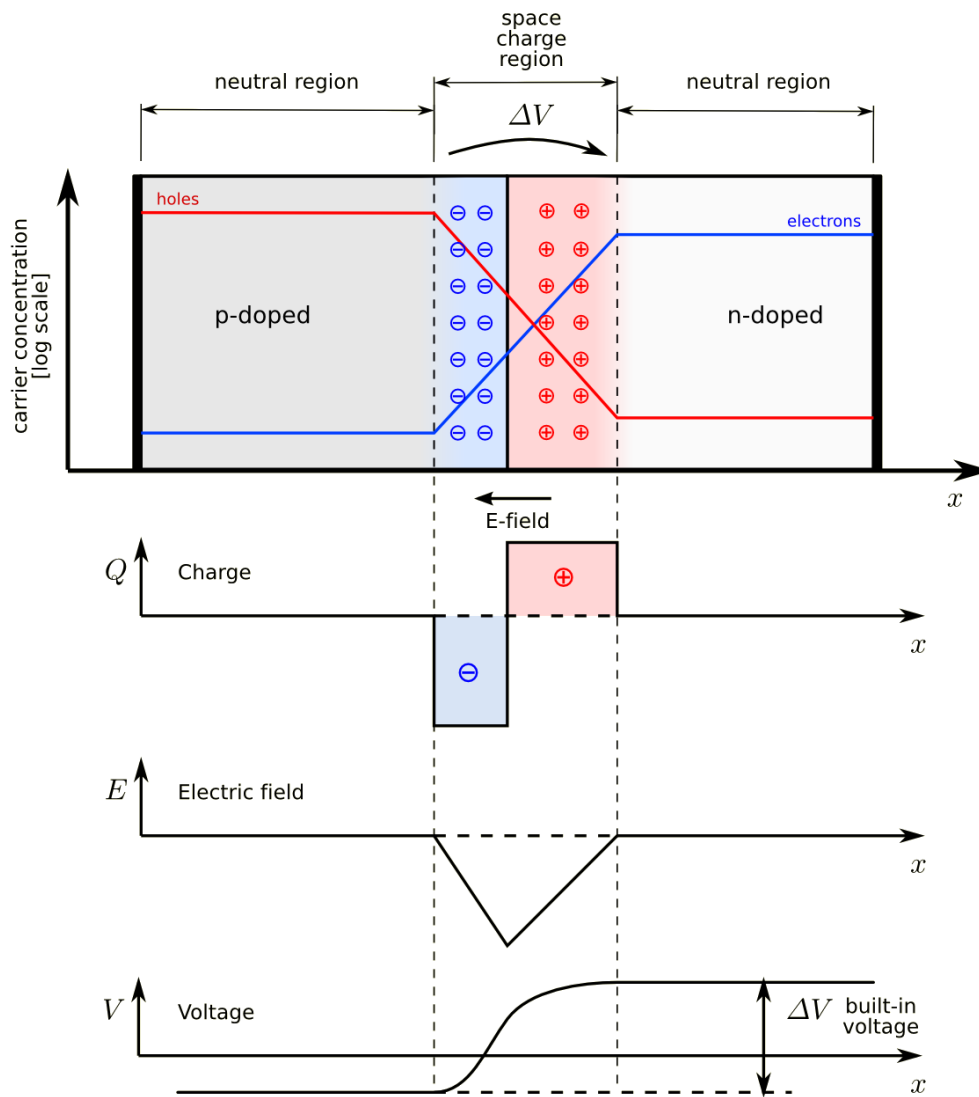 space
charge
region
neutral region
neutral region
ΔV
holes
electrons
p-doped
n-doped
carrier concentration
[log scale]
x
E-field
Q
Charge
x
E
Electric field
x
V
Voltage
ΔV
built-in
voltage
x